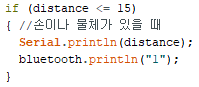 if (distance <= 15)
{ //손이나 물체가 있을 때
Serial.println(distance);
bluetooth.println("1");
}